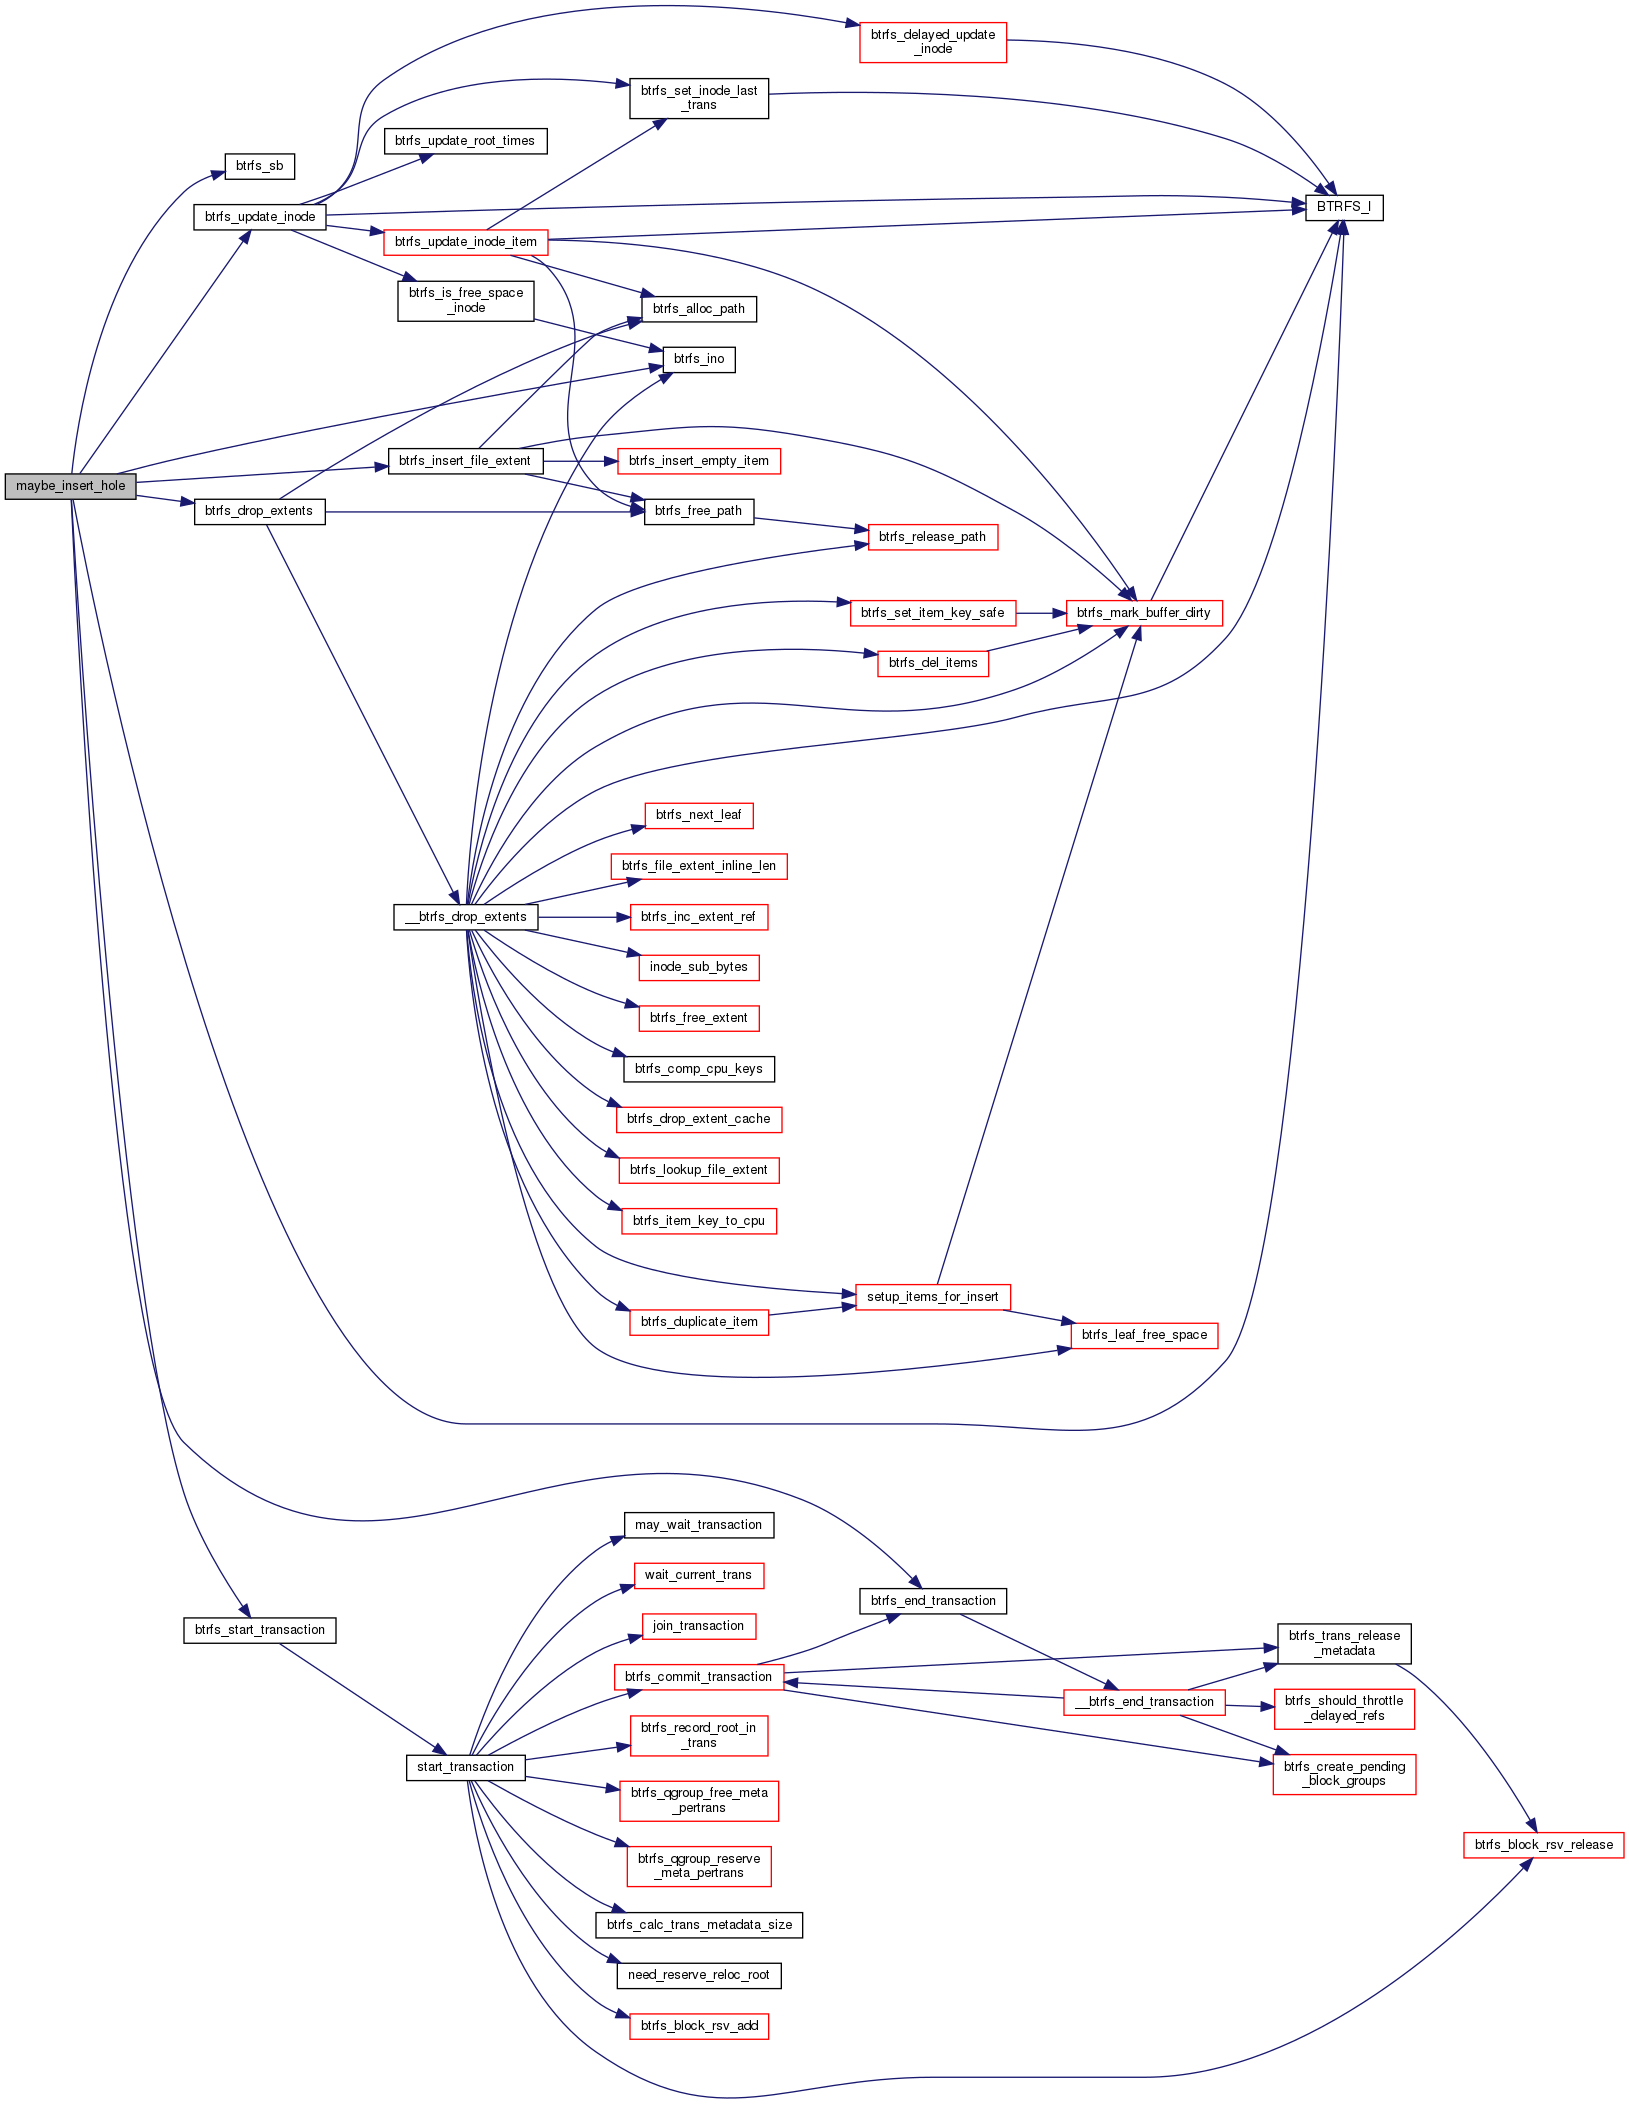 btrfs_delayed_update
_inode
btrfs_set_inode_last
_trans
btrfs_update_root_times
btrfs_sb
btrfs_update_inode
BTRFS_I
btrfs_update_inode_item
btrfs_is_free_space
_inode
btrfs_alloc_path
btrfs_ino
btrfs_insert_file_extent
btrfs_insert_empty_item
maybe_insert_hole
btrfs_drop_extents
btrfs_free_path
btrfs_release_path
btrfs_set_item_key_safe
btrfs_mark_buffer_dirty
btrfs_del_items
btrfs_next_leaf
btrfs_file_extent_inline_len
__btrfs_drop_extents
btrfs_inc_extent_ref
inode_sub_bytes
btrfs_free_extent
btrfs_comp_cpu_keys
btrfs_drop_extent_cache
btrfs_lookup_file_extent
btrfs_item_key_to_cpu
setup_items_for_insert
btrfs_duplicate_item
btrfs_leaf_free_space
may_wait_transaction
wait_current_trans
btrfs_end_transaction
join_transaction
btrfs_start_transaction
btrfs_trans_release
_metadata
btrfs_commit_transaction
__btrfs_end_transaction
btrfs_should_throttle
_delayed_refs
btrfs_record_root_in
_trans
start_transaction
btrfs_create_pending
_block_groups
btrfs_qgroup_free_meta
_pertrans
btrfs_block_rsv_release
btrfs_qgroup_reserve
_meta_pertrans
btrfs_calc_trans_metadata_size
need_reserve_reloc_root
btrfs_block_rsv_add